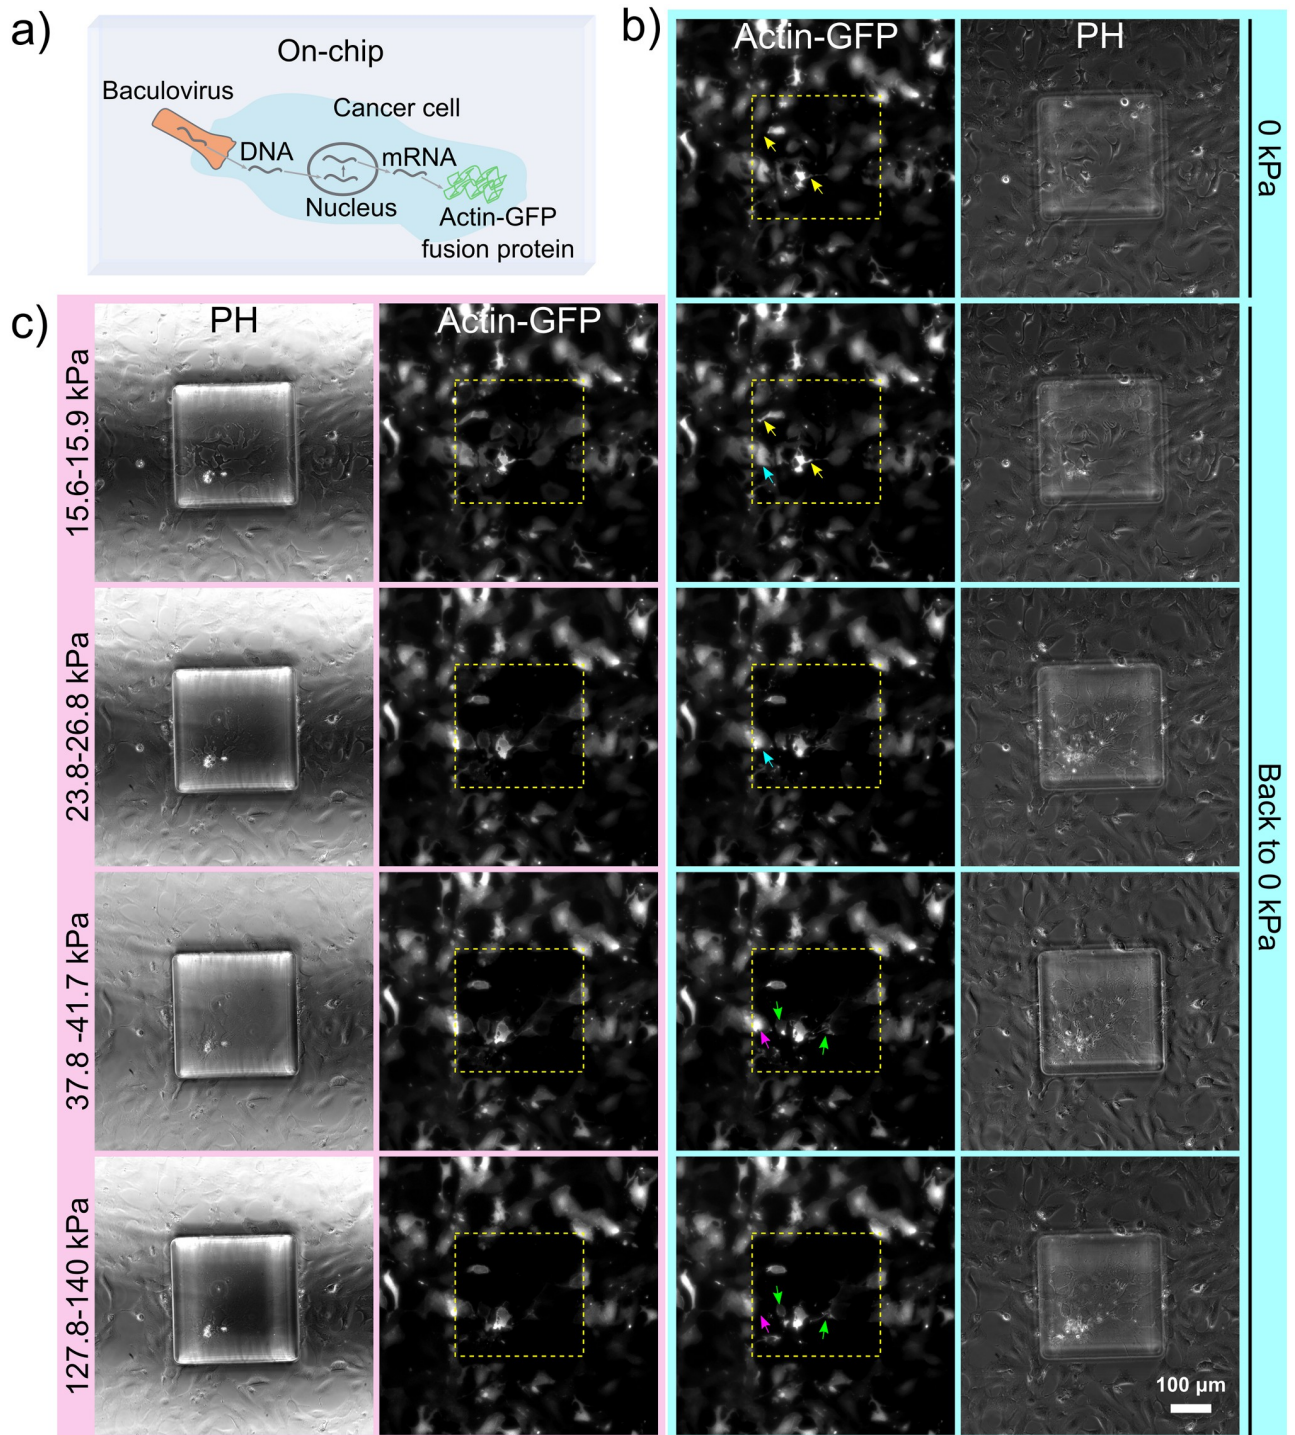 a)
On-chip
Baculovirus
Cancer cell
DNA
mRNA
Nucleus
Actin-GFP
fusion protein
b)
Actin-GFP
PH
0 kPa
c)
PH
Actin-GFP
15.6-15.9 kPa
23.8-26.8 kPa
37.8 -41.7 kPa
127.8-140 kPa
Back to 0 kPa
100 µm